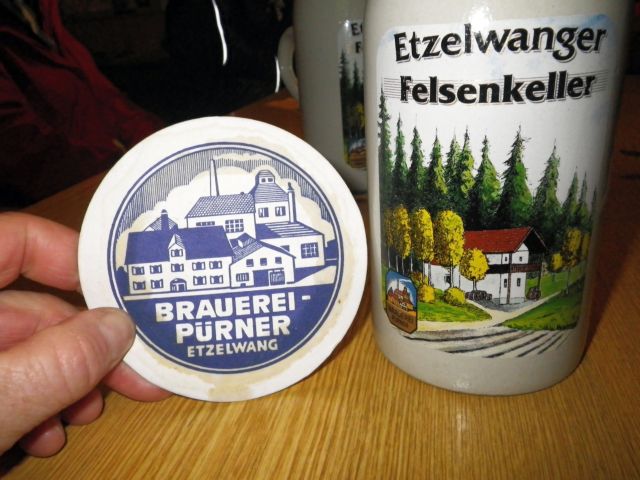 BRAUEREI-
PÜRNER
ETZELWANG
Etzelwanger
Felsenkeller